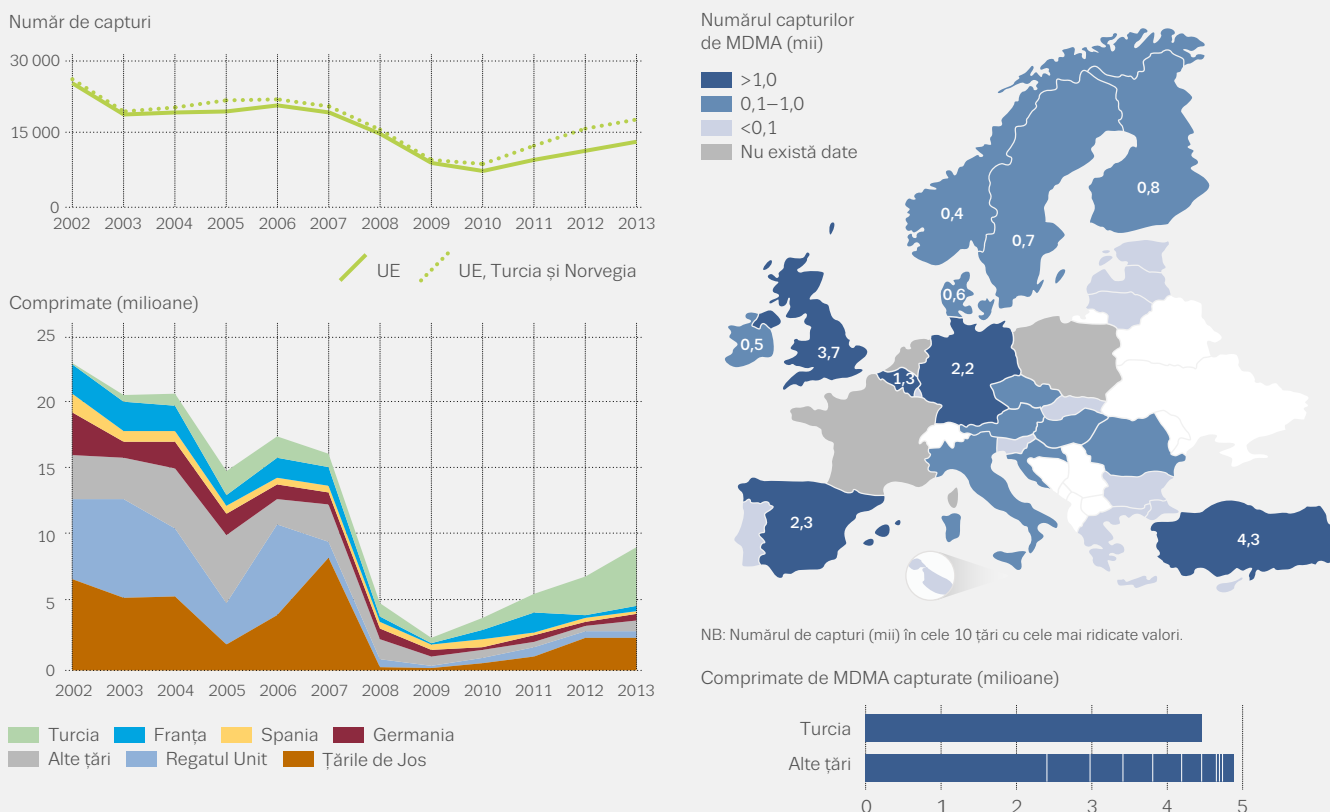 Număr de capturi
30 000
15 000
0
2002 2003 2004 2005 2006 2007 2008 2009 2010 2011 2012 2013
UE UE, Turcia și Norvegia
Comprimate (milioane)
25
20
15
10
5
0
2002 2003 2004 2005 2006 2007 2008 2009 2010 2011 2012 2013
Turcia Franța Spania Germania
Alte țări Regatul Unit Țările de Jos
Numărul capturilor
de MDMA (mii)
>1,0
0,1–1,0
<0,1
Nu există date
0,8
0,4
0,7
0,6
0,5
3,7
2,2
1,3
2,3
4,3
NB: Numărul de capturi (mii) în cele 10 țări cu cele mai ridicate valori.
Comprimate de MDMA capturate (milioane)
Turcia
Alte țări
0 1 2 3 4 5